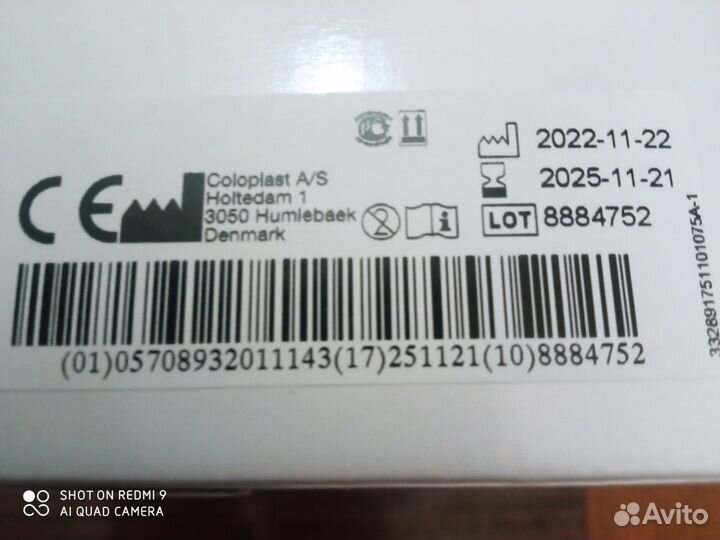 2022-11-22
2025-11-21
LOT 8884752
CE
Coloplast A/S
Holtedam 1
3050 Humlebaek
Denmark
(01)05708932011143(17)251121(10)8884752
332891751101075A-1
SHOT ON REDMI 9
AI QUAD CAMERA
Avito